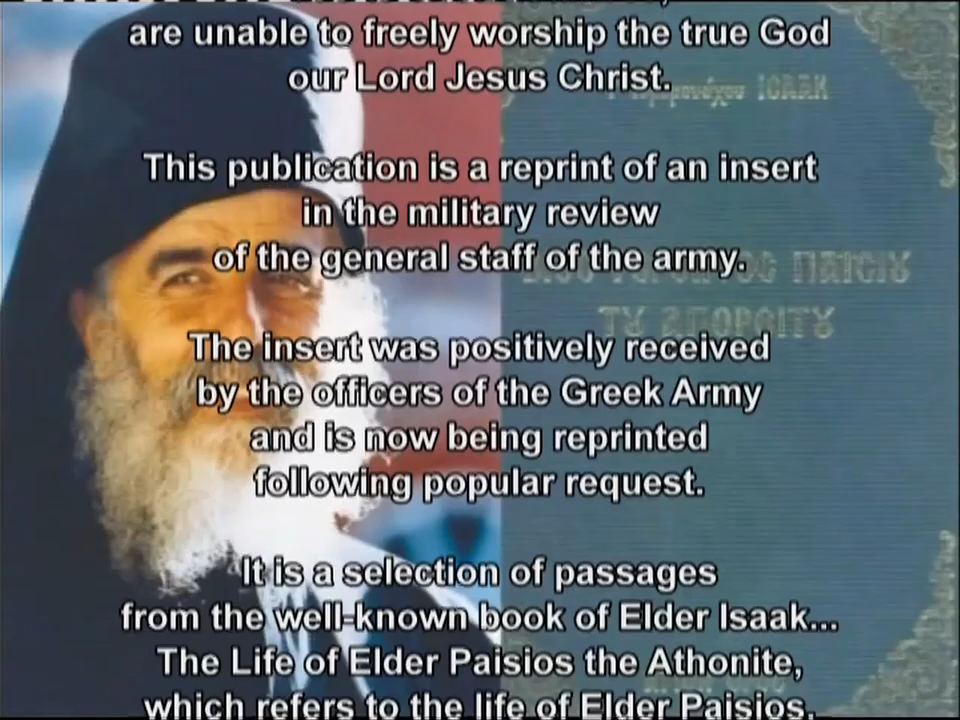 are unable to freely worship the true God
our Lord Jesus Christ.
This publication is a reprint of an insert
in the military review
of the general staff of the army.
The insert was positively received
by the officers of the Greek Army
and is now being reprinted
following popular request.
It is a selection of passages
from the well-known book of Elder Isaak...
The Life of Elder Paisios the Athonite,
which refers to the life of Elder Paisios.
ΙΣΑΑΚ
ΠΑΙΣΙΟΥ